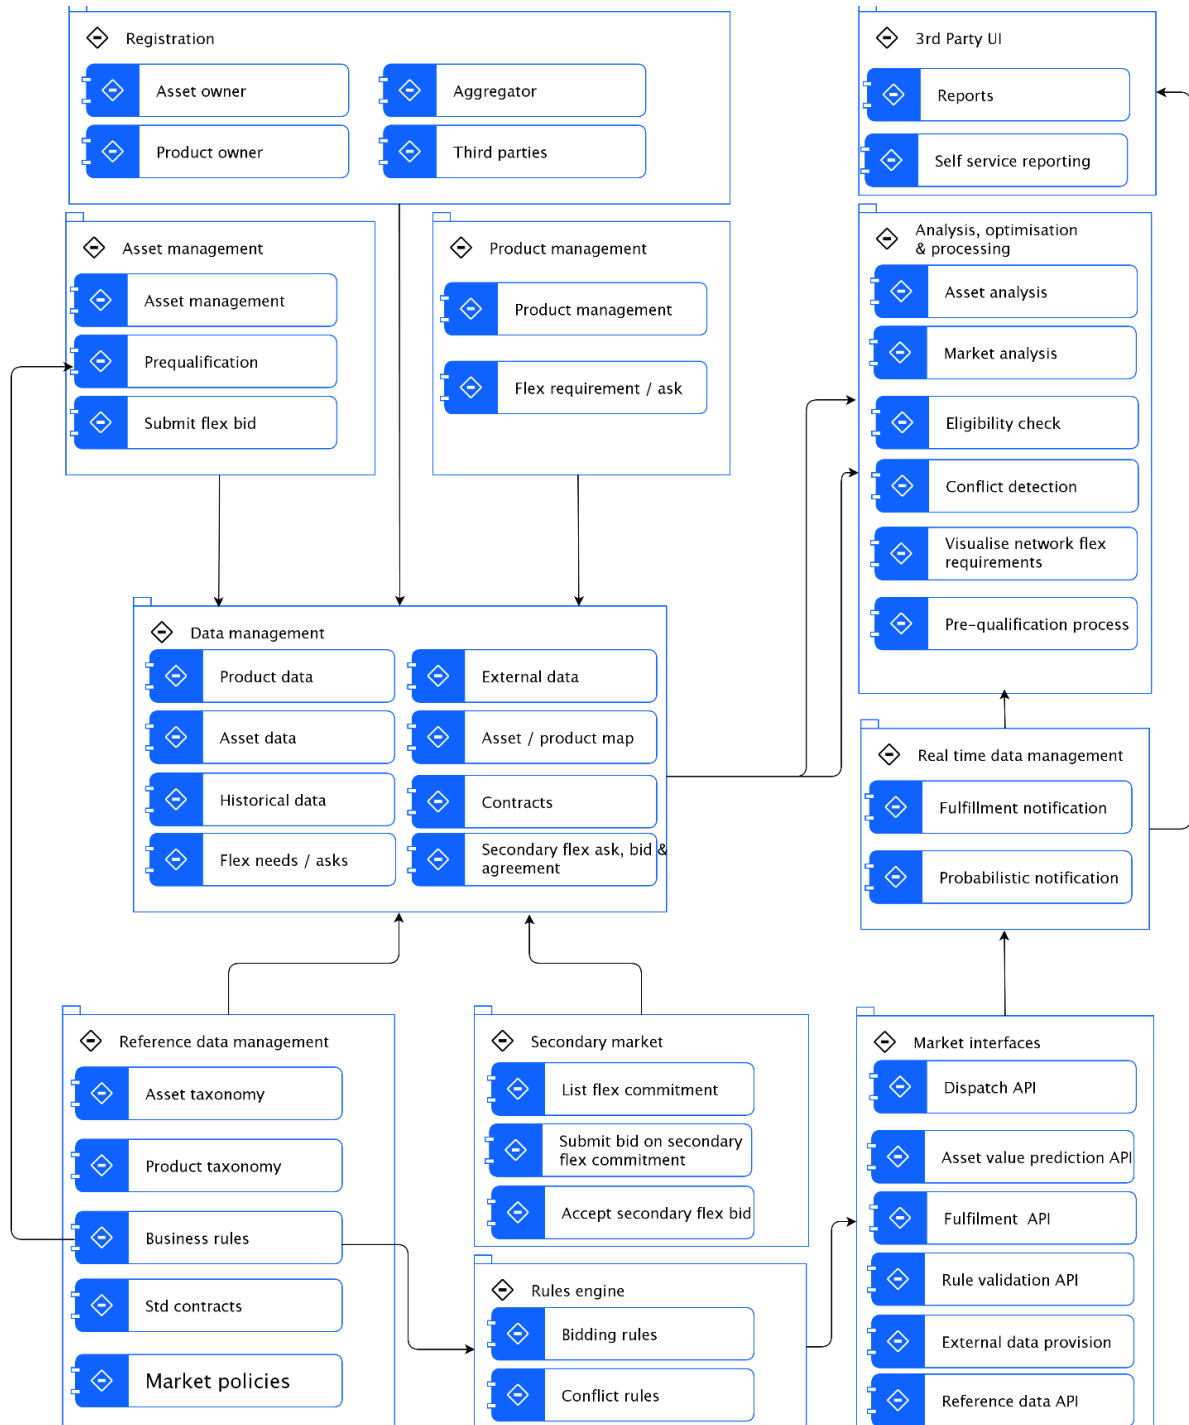 Registration
Asset owner
Aggregator
Product owner
Third parties
3rd Party UI
Reports
Self service reporting
Asset management
Asset management
Prequalification
Submit flex bid
Product management
Product management
Flex requirement / ask
Analysis, optimisation
& processing
Asset analysis
Market analysis
Eligibility check
Conflict detection
Visualise network flex
requirements
Pre-qualification process
Data management
Product data
External data
Asset data
Asset / product map
Historical data
Contracts
Flex needs / asks
Secondary flex ask, bid &
agreement
Real time data management
Fulfillment notification
Probabilistic notification
Reference data management
Asset taxonomy
Product taxonomy
Business rules
Std contracts
Market policies
Secondary market
List flex commitment
Submit bid on secondary
flex commitment
Accept secondary flex bid
Rules engine
Bidding rules
Conflict rules
Market interfaces
Dispatch API
Asset value prediction API
Fulfilment API
Rule validation API
External data provision
Reference data API